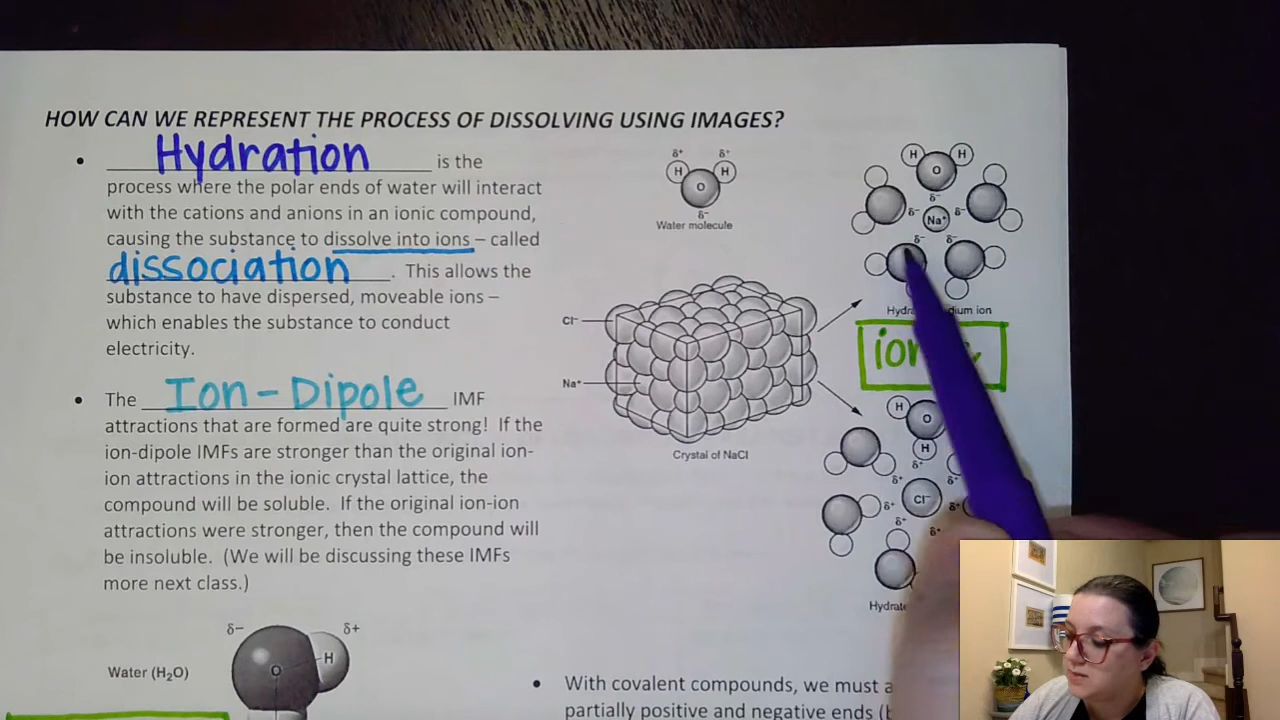 HOW CAN WE REPRESENT THE PROCESS OF DISSOLVING USING IMAGES?
• Hydration is the
process where the polar ends of water will interact
with the cations and anions in an ionic compound,
causing the substance to dissolve into ions – called
dissociation. This allows the
substance to have dispersed, moveable ions –
which enables the substance to conduct
electricity.
• The Ion-Dipole IMF
attractions that are formed are quite strong! If the
ion-dipole IMFs are stronger than the original ion-
ion attractions in the ionic crystal lattice, the
compound will be soluble. If the original ion-ion
attractions were stronger, then the compound will
be insoluble. (We will be discussing these IMFs
more next class.)
δ− δ+
H
O
Water (H₂O)
δ+ δ+
H H
O
δ−
Water molecule
Cl⁻
Na⁺
Crystal of NaCl
H H
O
δ−
δ− Na⁺ δ−
δ− δ−
ion
H O
H
δ+
δ+ δ+
δ+ Cl⁻ δ+
δ+ δ+
• With covalent compounds, we must
partially positive and negative ends